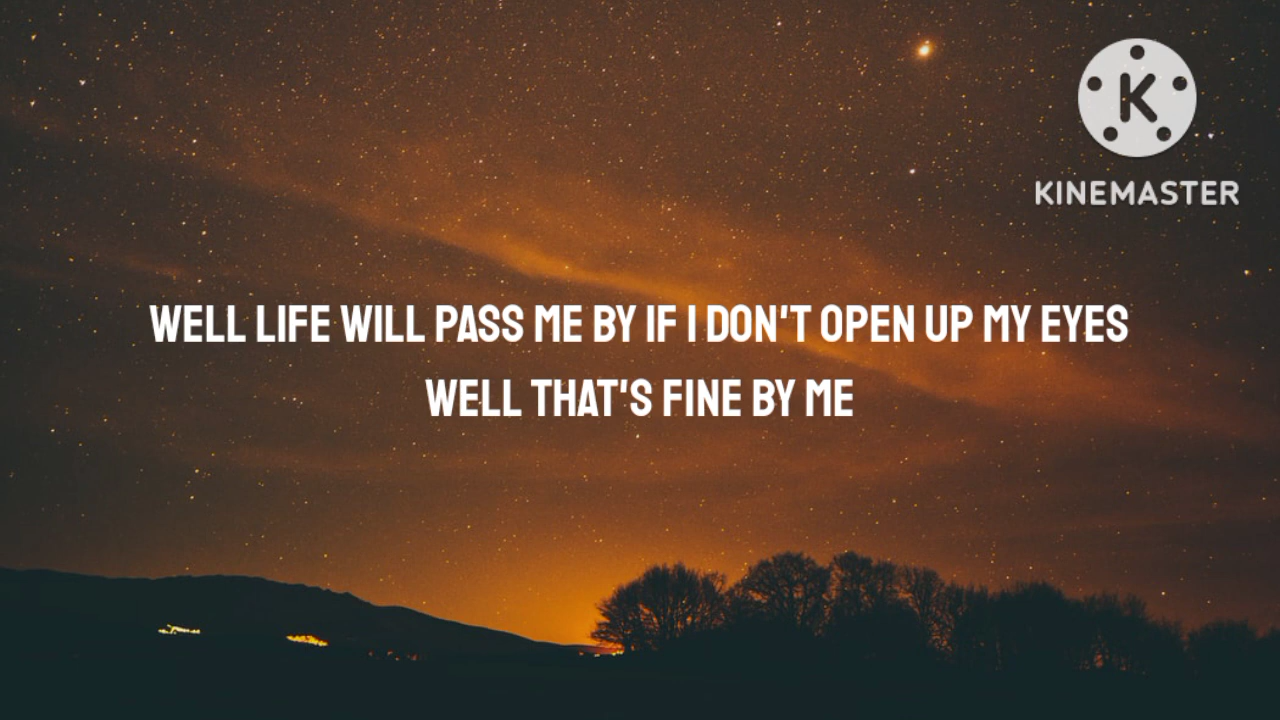 K
KINEMASTER
WELL LIFE WILL PASS ME BY IF I DON'T OPEN UP MY EYES
WELL THAT'S FINE BY ME